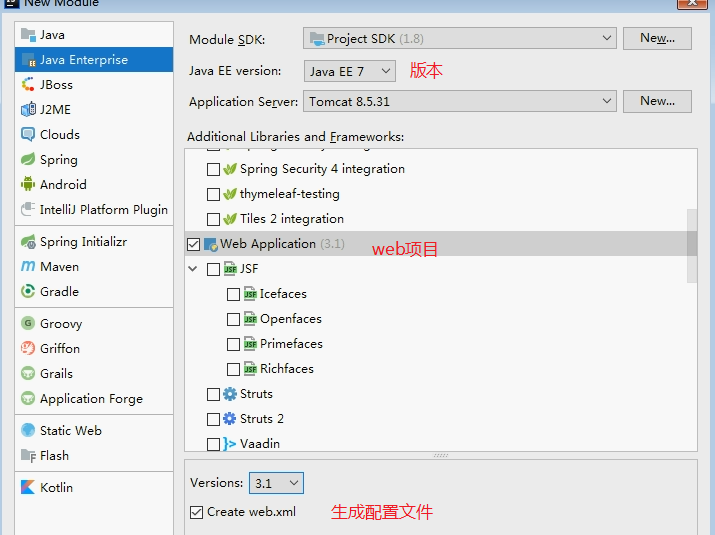 New Module
Java
Java Enterprise
JBoss
J2ME
Clouds
Spring
Android
IntelliJ Platform Plugin
Spring Initializr
Maven
Gradle
Groovy
Griffon
Grails
Application Forge
Static Web
Flash
Kotlin
Module SDK: Project SDK (1.8) New...
Java EE version: Java EE 7 版本
Application Server: Tomcat 8.5.31 New...
Additional Libraries and Frameworks:
Spring Security 4 integration
thymeleaf-testing
Tiles 2 integration
Web Application (3.1) web项目
JSF
Icefaces
Openfaces
Primefaces
Richfaces
Struts
Struts 2
Vaadin
Versions: 3.1
Create web.xml 生成配置文件